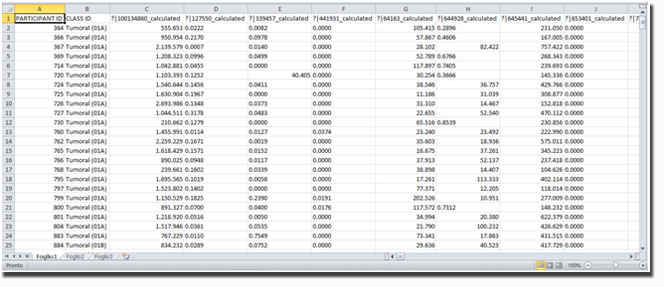 A B C D E F G H I J
1 PARTICIPANT ID CLASS ID ?|100134860_calculated ?|127550_calculated ?|339457_calculated ?|441931_calculated ?|64163_calculated ?|644928_calculated ?|645441_calculated ?|653401_calculated
2 364 Tumoral (01A) 555.653 0.0222 0.0082 0.0000 105.415 0.2896 231.050 0.0000
3 366 Tumoral (01A) 950.954 0.2170 0.0978 0.0000 57.867 0.4606 167.005 0.0000
4 367 Tumoral (01A) 2.139.579 0.0007 0.0140 0.0000 28.102 82.422 757.422 0.0000
5 369 Tumoral (01A) 1.208.323 0.0996 0.0499 0.0000 52.789 0.6766 268.343 0.0000
6 714 Tumoral (01A) 1.042.881 0.0455 0.0000 0.0000 117.897 0.7405 239.693 0.0000
7 720 Tumoral (01A) 1.103.393 0.1252 40.405 0.0000 30.254 0.3666 145.336 0.0000
8 724 Tumoral (01A) 1.540.644 0.1456 0.0411 0.0000 38.546 36.757 429.766 0.0000
9 725 Tumoral (01A) 1.630.904 0.1967 0.0000 0.0000 11.186 31.039 308.877 0.0000
10 726 Tumoral (01A) 2.693.986 0.1348 0.0373 0.0000 31.310 14.467 152.818 0.0000
11 727 Tumoral (01A) 1.044.511 0.3178 0.0483 0.0000 22.655 52.540 470.112 0.0000
12 730 Tumoral (01A) 210.662 0.1279 0.0000 0.0000 65.516 0.8539 230.856 0.0000
13 760 Tumoral (01A) 1.455.491 0.0114 0.0127 0.0374 23.240 23.492 222.990 0.0000
14 762 Tumoral (01A) 2.259.229 0.1671 0.0019 0.0000 35.603 18.936 575.011 0.0000
15 765 Tumoral (01A) 1.618.429 0.1571 0.0152 0.0000 16.675 37.261 345.223 0.0000
16 766 Tumoral (01A) 890.025 0.0948 0.0117 0.0000 37.913 52.137 237.418 0.0000
17 768 Tumoral (01A) 239.661 0.1602 0.0339 0.0000 38.898 14.407 104.626 0.0000
18 795 Tumoral (01A) 1.695.565 0.1019 0.0058 0.0000 17.261 113.333 402.114 0.0000
19 797 Tumoral (01A) 1.523.802 0.1402 0.0000 0.0000 77.371 12.205 118.014 0.0000
20 799 Tumoral (01A) 1.150.529 0.1825 0.2390 0.0191 202.526 10.951 277.009 0.0000
21 800 Tumoral (01A) 891.327 0.0700 0.0400 0.0176 117.572 0.7312 148.232 0.0000
22 801 Tumoral (01A) 1.218.920 0.0516 0.0050 0.0000 34.994 20.380 622.379 0.0000
23 804 Tumoral (01A) 1.517.946 0.0361 0.0535 0.0000 21.790 100.232 426.629 0.0000
24 883 Tumoral (01A) 767.229 0.0110 0.7549 0.0000 73.341 17.863 431.515 0.0000
25 884 Tumoral (01B) 834.232 0.0289 0.0752 0.0000 29.636 40.523 417.729 0.0000
Foglio1 Foglio2 Foglio3
Pronto 100%